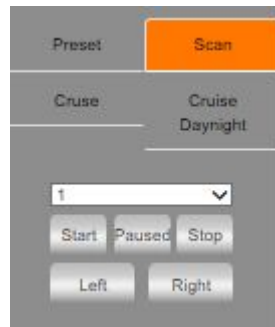 Preset Scan
Cruse Cruise
Daynight
1
Start Paused Stop
Left Right